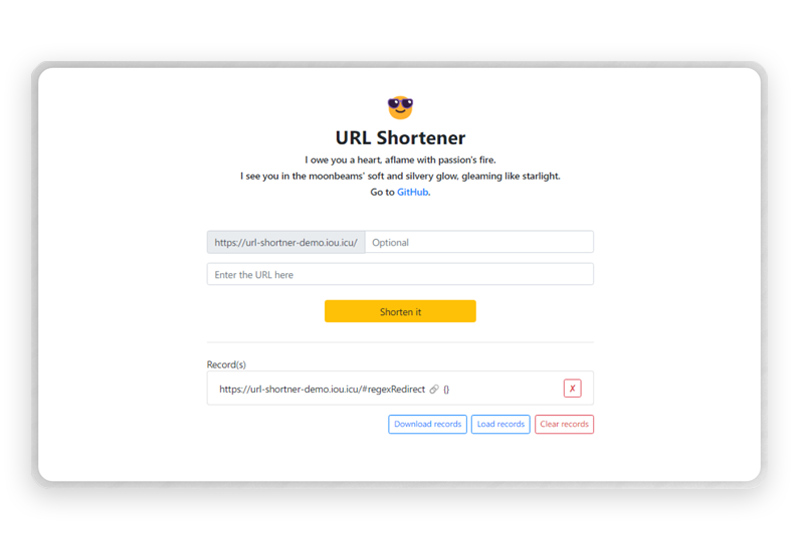 URL Shortener
I owe you a heart, aflame with passion's fire.
I see you in the moonbeams' soft and silvery glow, gleaming like starlight.
Go to GitHub.
https://url-shortner-demo.iou.icu/ Optional
Enter the URL here
Shorten it
Record(s)
https://url-shortner-demo.iou.icu/#regexRedirect 🔗 {} X
Download records Load records Clear records